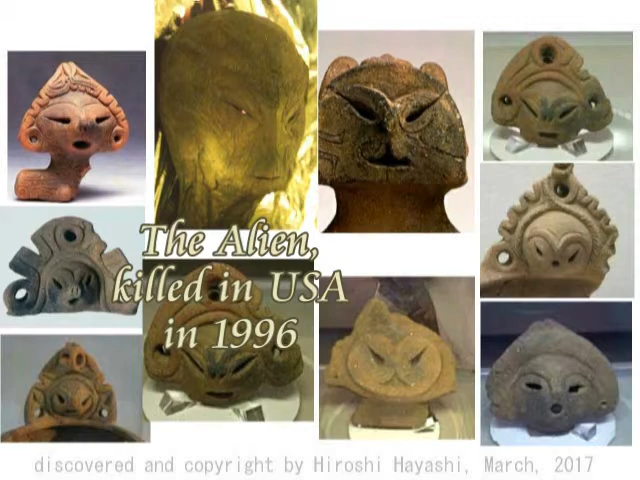 The Alien,
killed in USA
in 1996
discovered and copyright by Hiroshi Hayashi, March, 2017